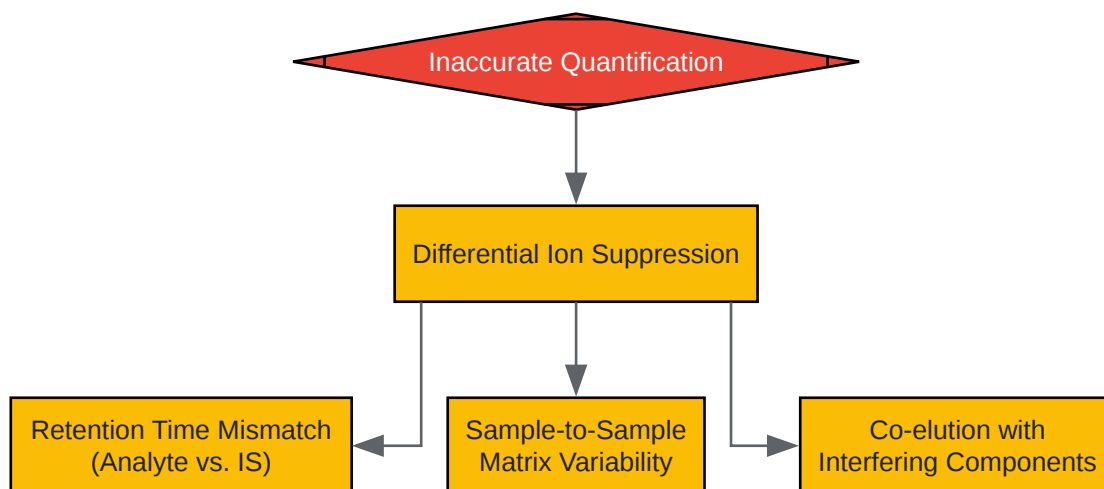 Inaccurate Quantification
Differential Ion Suppression
Retention Time Mismatch
(Analyte vs. IS)
Sample-to-Sample
Matrix Variability
Co-elution with
Interfering Components